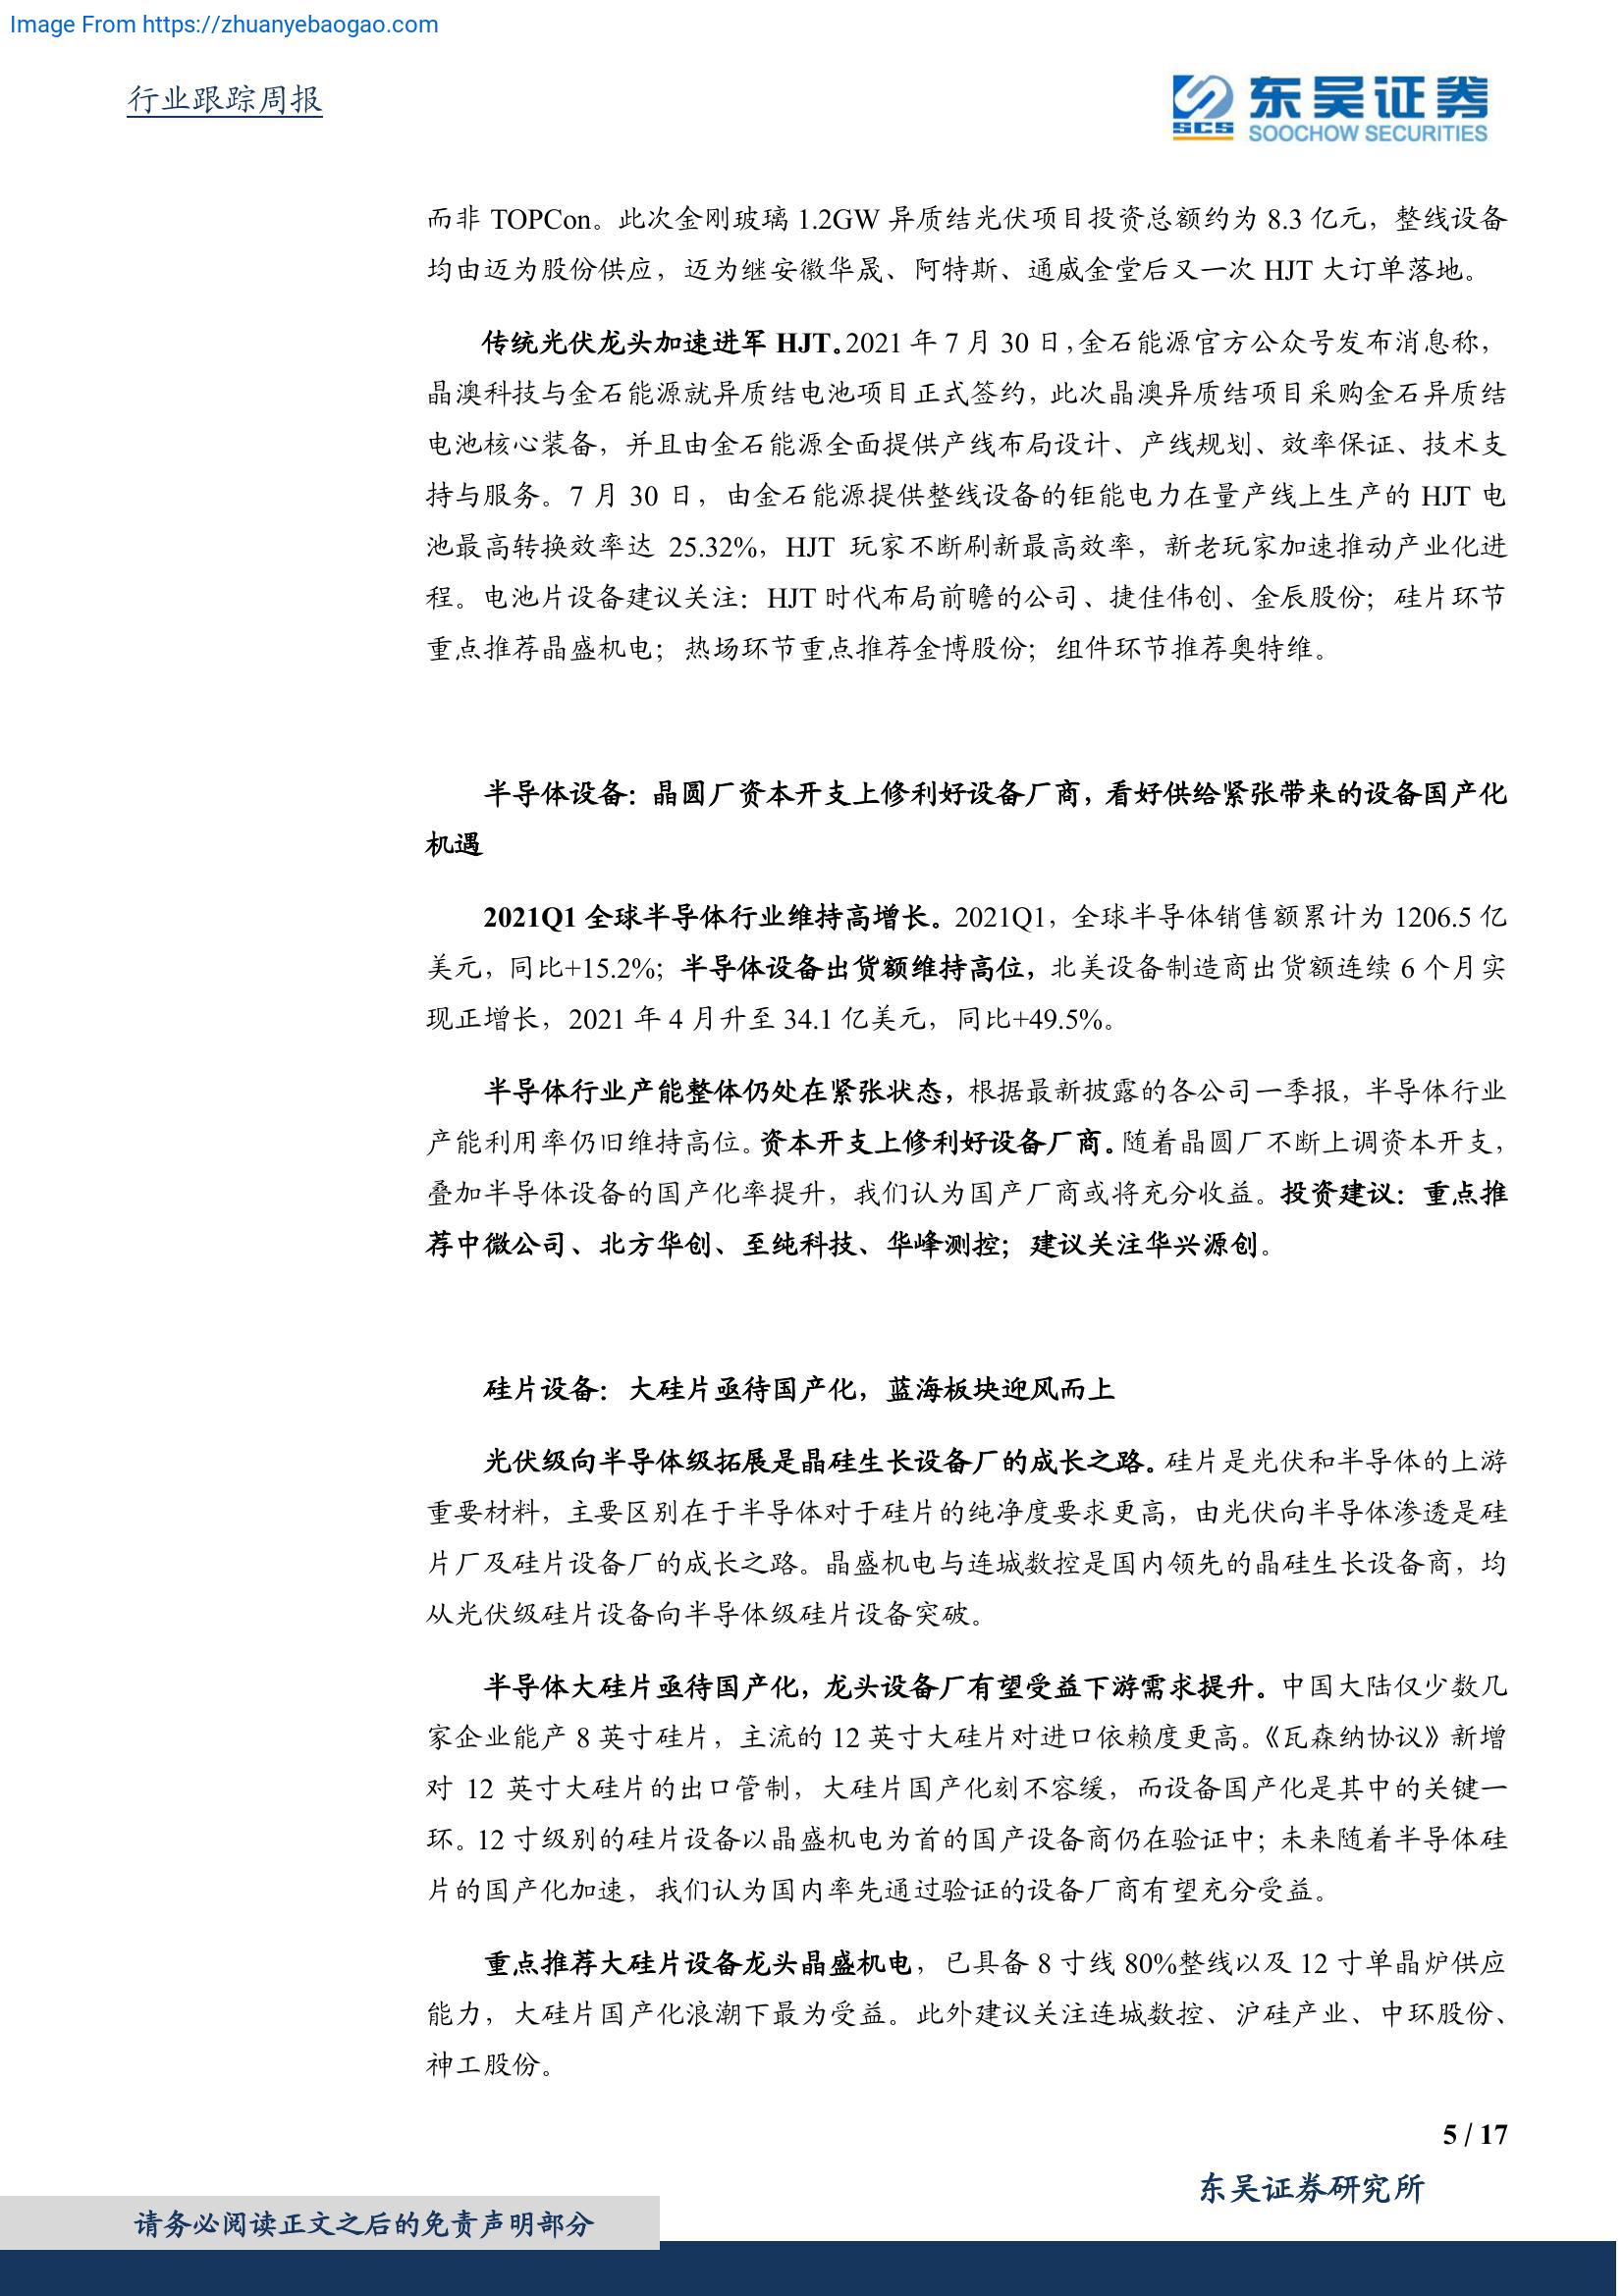 Image From https://zhuanyebaogao.com
行业跟踪周报
SCS 东吴证券
SOOCHOW SECURITIES
而非 TOPCon。此次金刚玻璃 1.2GW 异质结光伏项目投资总额约为 8.3 亿元，整线设备
均由迈为股份供应，迈为继安徽华晟、阿特斯、通威金堂后又一次 HJT 大订单落地。
传统光伏龙头加速进军 HJT。2021 年 7 月 30 日，金石能源官方公众号发布消息称，
晶澳科技与金石能源就异质结电池项目正式签约，此次晶澳异质结项目采购金石异质结
电池核心装备，并且由金石能源全面提供产线布局设计、产线规划、效率保证、技术支
持与服务。7 月 30 日，由金石能源提供整线设备的钜能电力在量产线上生产的 HJT 电
池最高转换效率达 25.32%，HJT 玩家不断刷新最高效率，新老玩家加速推动产业化进
程。电池片设备建议关注：HJT 时代布局前瞻的公司、捷佳伟创、金辰股份；硅片环节
重点推荐晶盛机电；热场环节重点推荐金博股份；组件环节推荐奥特维。
半导体设备：晶圆厂资本开支上修利好设备厂商，看好供给紧张带来的设备国产化
机遇
2021Q1 全球半导体行业维持高增长。2021Q1，全球半导体销售额累计为 1206.5 亿
美元，同比+15.2%；半导体设备出货额维持高位，北美设备制造商出货额连续 6 个月实
现正增长，2021 年 4 月升至 34.1 亿美元，同比+49.5%。
半导体行业产能整体仍处在紧张状态，根据最新披露的各公司一季报，半导体行业
产能利用率仍旧维持高位。资本开支上修利好设备厂商。随着晶圆厂不断上调资本开支，
叠加半导体设备的国产化率提升，我们认为国产厂商或将充分收益。投资建议：重点推
荐中微公司、北方华创、至纯科技、华峰测控；建议关注华兴源创。
硅片设备：大硅片亟待国产化，蓝海板块迎风而上
光伏级向半导体级拓展是晶硅生长设备厂的成长之路。硅片是光伏和半导体的上游
重要材料，主要区别在于半导体对于硅片的纯净度要求更高，由光伏向半导体渗透是硅
片厂及硅片设备厂的成长之路。晶盛机电与连城数控是国内领先的晶硅生长设备商，均
从光伏级硅片设备向半导体级硅片设备突破。
半导体大硅片亟待国产化，龙头设备厂有望受益下游需求提升。中国大陆仅少数几
家企业能产 8 英寸硅片，主流的 12 英寸大硅片对进口依赖度更高。《瓦森纳协议》新增
对 12 英寸大硅片的出口管制，大硅片国产化刻不容缓，而设备国产化是其中的关键一
环。12 寸级别的硅片设备以晶盛机电为首的国产设备商仍在验证中；未来随着半导体硅
片的国产化加速，我们认为国内率先通过验证的设备厂商有望充分受益。
重点推荐大硅片设备龙头晶盛机电，已具备 8 寸线 80%整线以及 12 寸单晶炉供应
能力，大硅片国产化浪潮下最为受益。此外建议关注连城数控、沪硅产业、中环股份、
神工股份。
5 / 17
东吴证券研究所
请务必阅读正文之后的免责声明部分